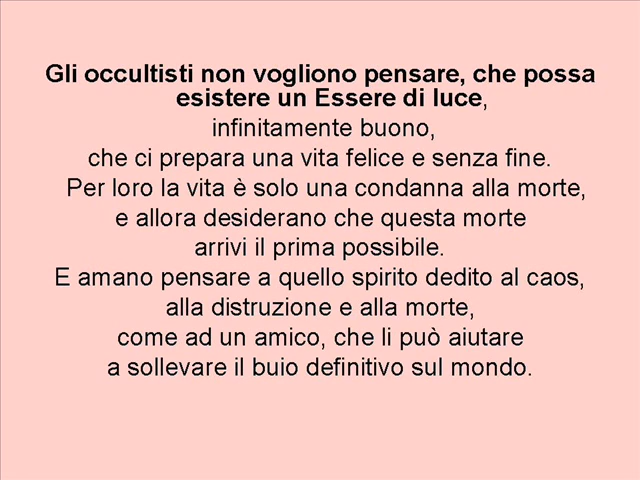 Gli occultisti non vogliono pensare, che possa
esistere un Essere di luce,
infinitamente buono,
che ci prepara una vita felice e senza fine.
Per loro la vita è solo una condanna alla morte,
e allora desiderano che questa morte
arrivi il prima possibile.
E amano pensare a quello spirito dedito al caos,
alla distruzione e alla morte,
come ad un amico, che li può aiutare
a sollevare il buio definitivo sul mondo.